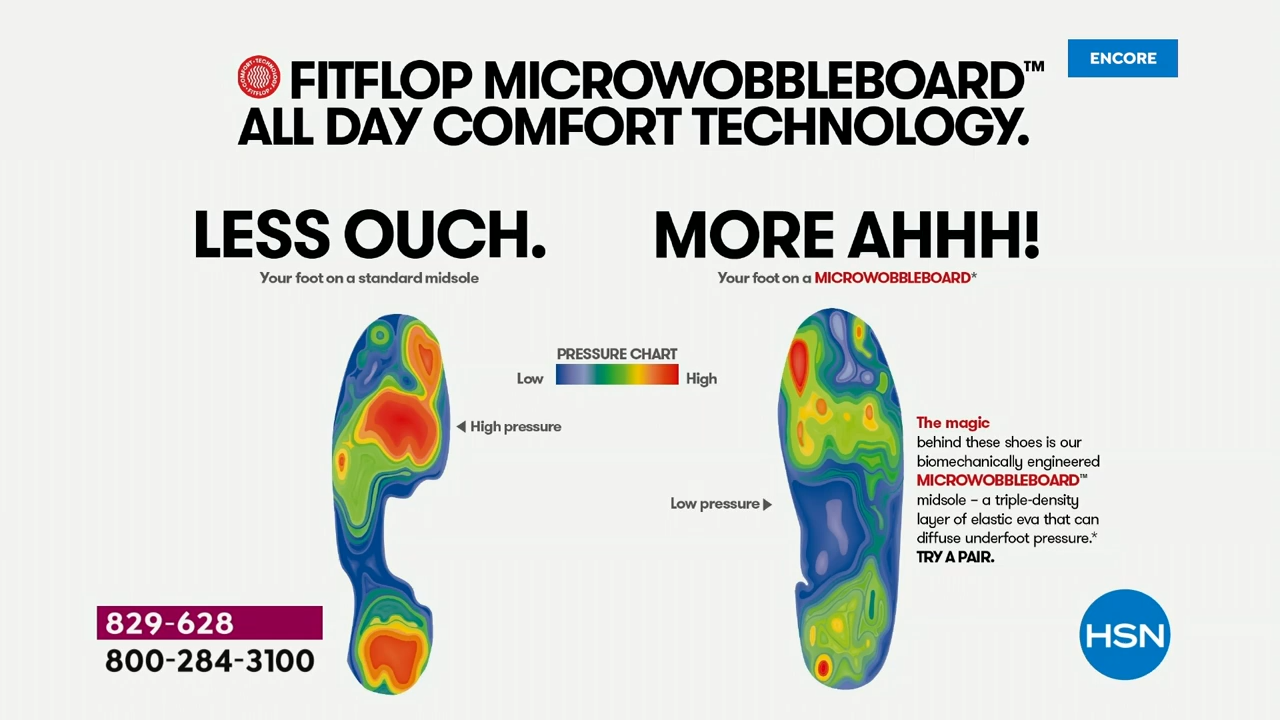 FITFLOP MICROWOBBLEBOARD™
ALL DAY COMFORT TECHNOLOGY.
ENCORE
LESS OUCH.
Your foot on a standard midsole
MORE AHHH!
Your foot on a MICROWOBBLEBOARD*
PRESSURE CHART
Low
High
High pressure
Low pressure
The magic
behind these shoes is our
biomechanically engineered
MICROWOBBLEBOARD™
midsole – a triple-density
layer of elastic eva that can
diffuse underfoot pressure.*
TRY A PAIR.
829-628
800-284-3100
HSN